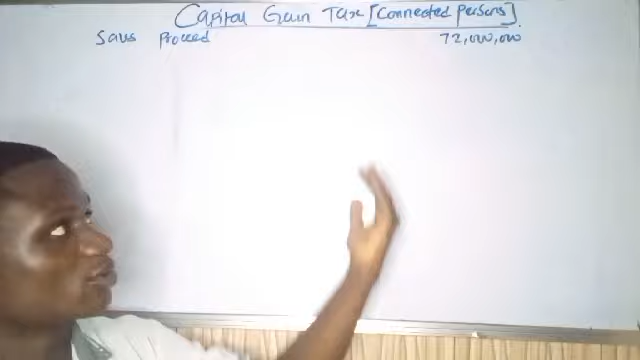 Capital Gain Tax [Connected Persons].
Sales Proceed 72,000,000